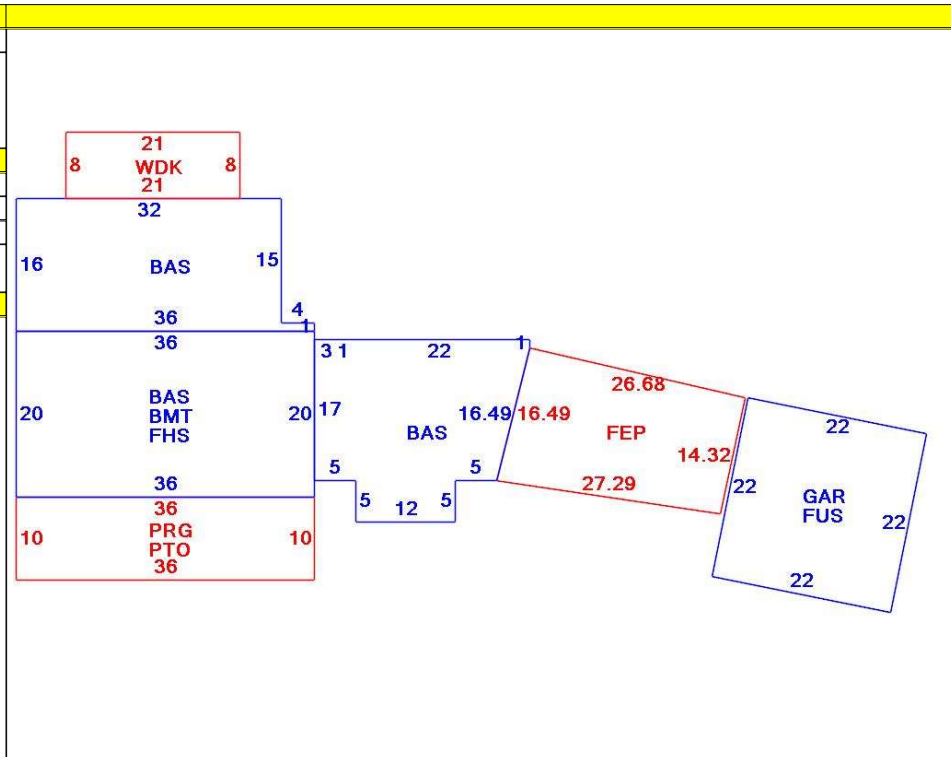 21
8 WDK 8
21
32
16 BAS 15
36 4
1
36
3 1 22 1
BAS
BMT
FHS
20 20 17
BAS 16.49 16.49
26.68
FEP
14.32
27.29
22
22 GAR
FUS 22
22
36 5 5
5 12 5
36
10 PRG 10
PTO
36